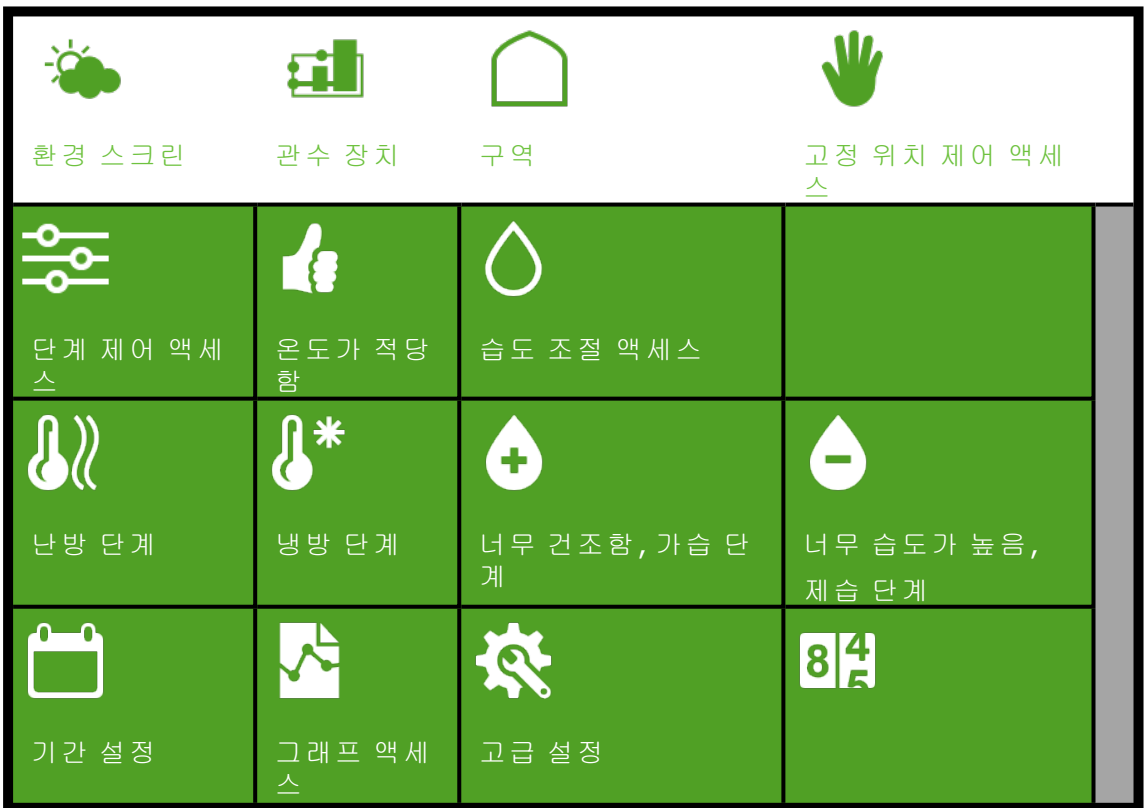 환경 스크린
관수 장치
구역
고정 위치 제어 액세
스
단계 제어 액세
스
온도가 적당
함
습도 조절 액세스
난방 단계
냉방 단계
너무 건조함, 가습 단
계
너무 습도가 높음,
제습 단계
8 4
5
기간 설정
그래프 액세
스
고급 설정